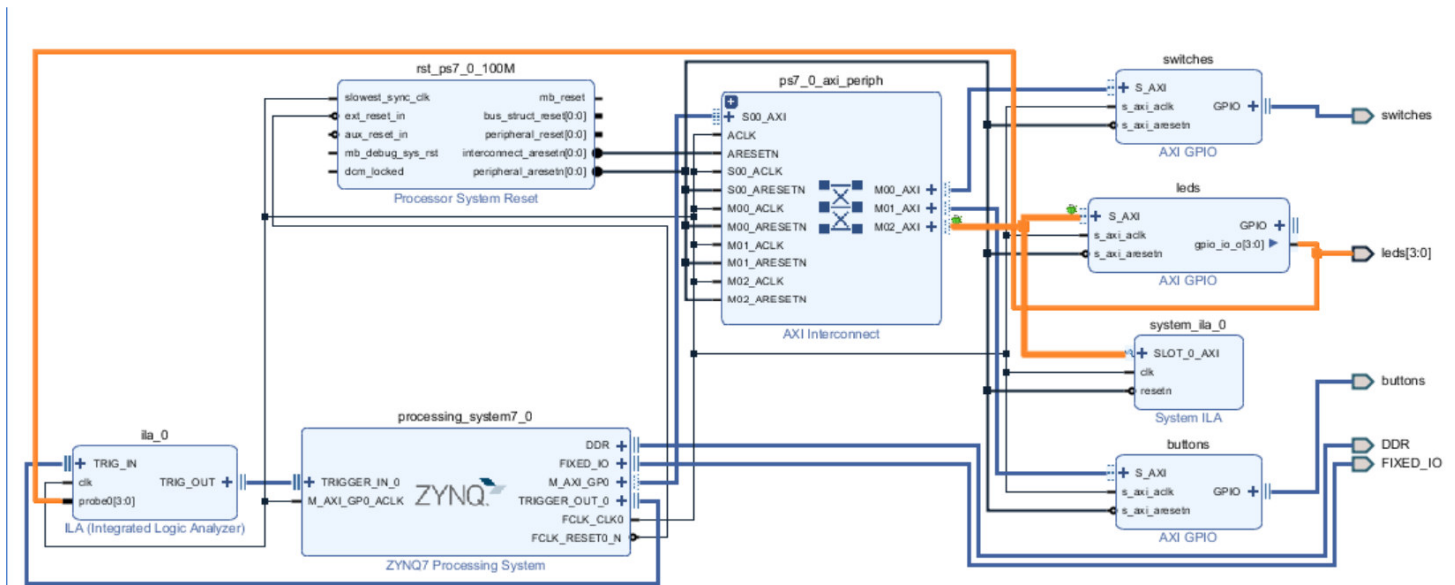 rst_ps7_0_100M
slowest_sync_clk
ext_reset_in
aux_reset_in
mb_debug_sys_rst
dcm_locked
mb_reset
bus_struct_reset[0:0]
peripheral_reset[0:0]
interconnect_aresetn[0:0]
peripheral_aresetn[0:0]
Processor System Reset
ps7_0_axi_periph
S00_AXI
ACLK
ARESETN
S00_ACLK
S00_ARESETN
M00_ACLK
M00_ARESETN
M01_ACLK
M01_ARESETN
M02_ACLK
M02_ARESETN
M00_AXI
M01_AXI
M02_AXI
AXI Interconnect
switches
S_AXI
s_axi_aclk
s_axi_aresetn
GPIO
AXI GPIO
switches
leds
S_AXI
s_axi_aclk
s_axi_aresetn
GPIO
gpio_io_o[3:0]
AXI GPIO
leds[3:0]
system_ila_0
SLOT_0_AXI
clk
resetn
System ILA
buttons
ila_0
TRIG_IN
clk
probe0[3:0]
TRIG_OUT
ILA (Integrated Logic Analyzer)
processing_system7_0
TRIGGER_IN_0
M_AXI_GP0_ACLK
ZYNQ
DDR
FIXED_IO
M_AXI_GP0
TRIGGER_OUT_0
FCLK_CLK0
FCLK_RESET0_N
ZYNQ7 Processing System
buttons
S_AXI
s_axi_aclk
s_axi_aresetn
GPIO
AXI GPIO
DDR
FIXED_IO